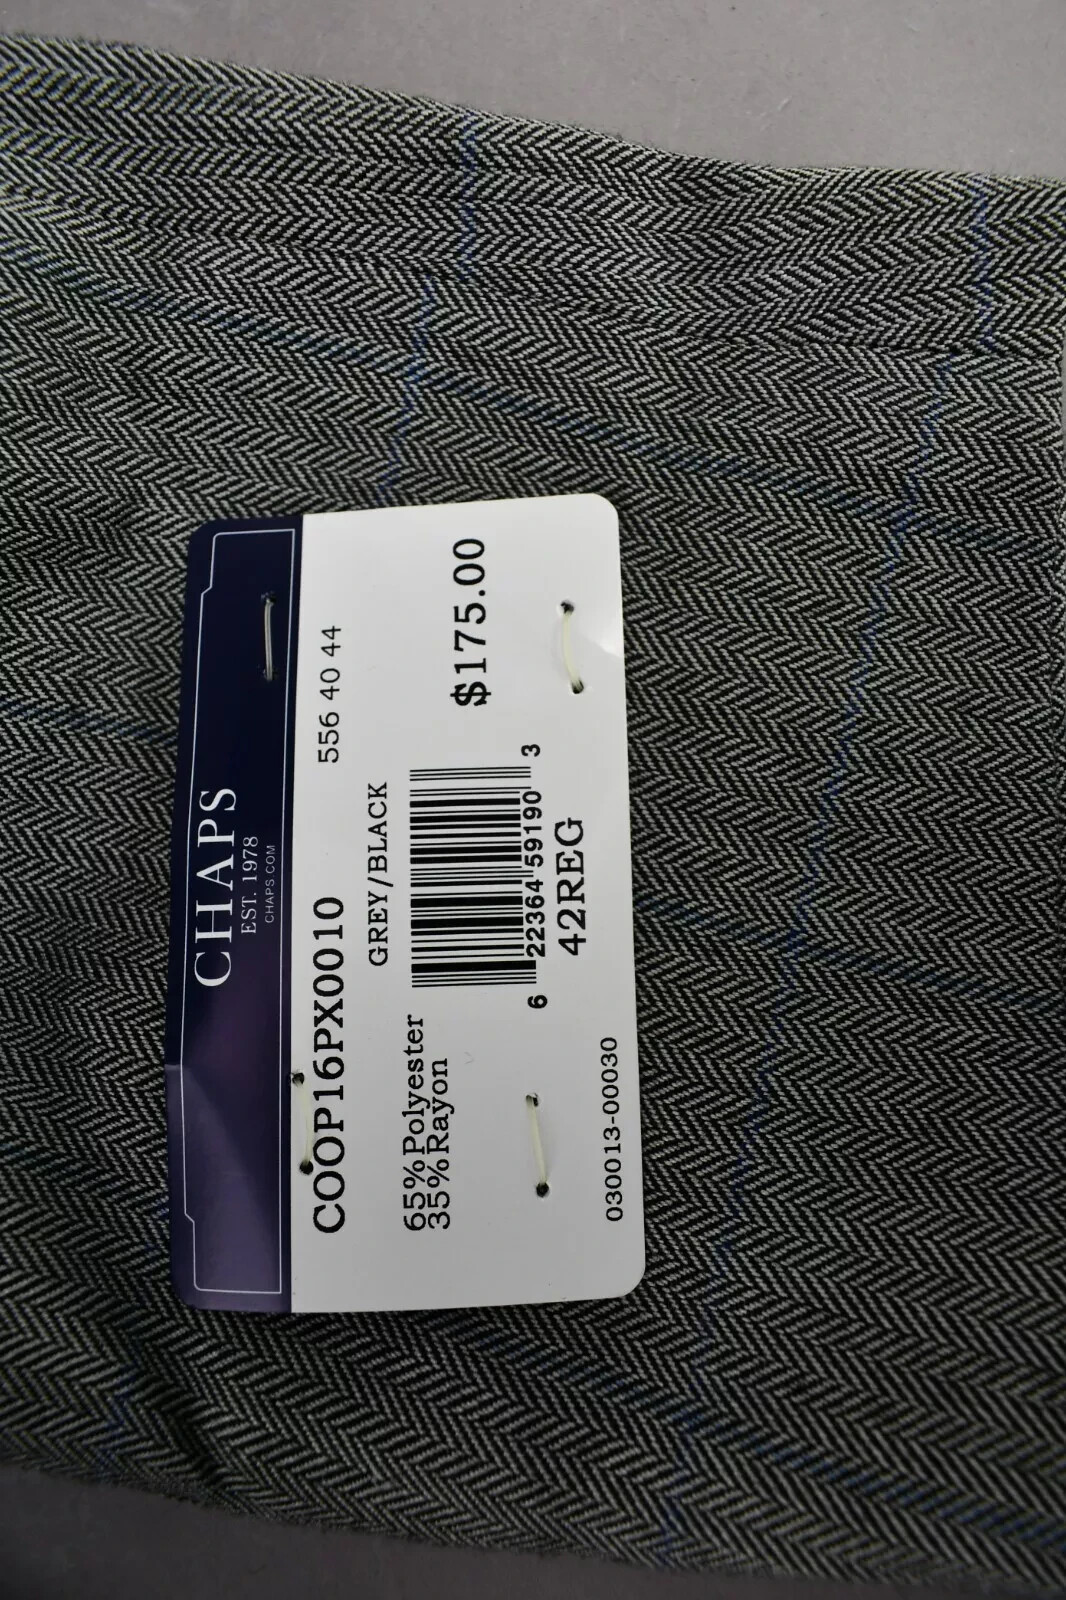 CHAPS
EST. 1978
CHAPS.COM
COOP16PX0010
556 40 44
GREY/BLACK
65%Polyester
35%Rayon
$175.00
6 22364 59190 3
42REG
030013-00030